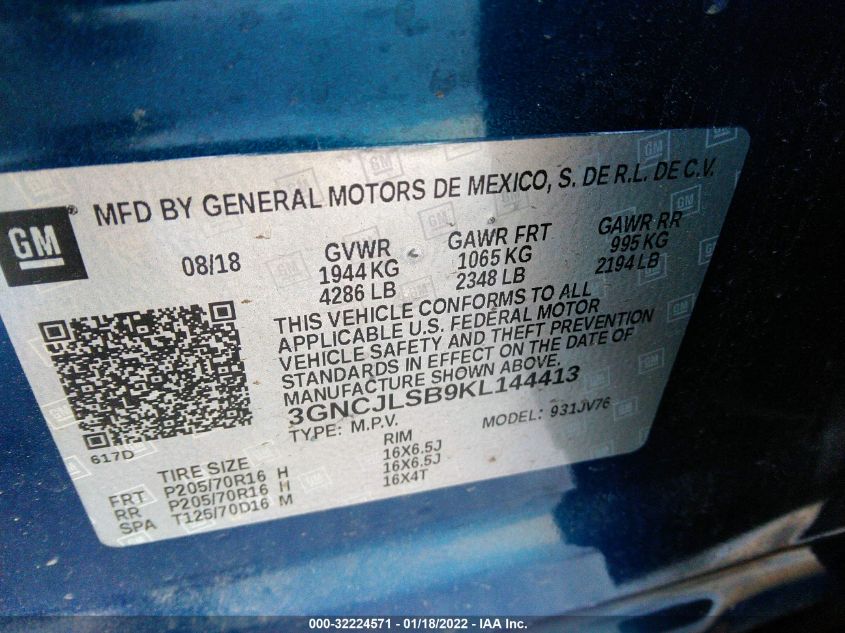 GM ® MFD BY GENERAL MOTORS DE MEXICO, S. DE R.L. DE C.V.
08/18 GVWR GAWR FRT GAWR RR
1944 KG 1065 KG 995 KG
4286 LB 2348 LB 2194 LB
THIS VEHICLE CONFORMS TO ALL
APPLICABLE U.S. FEDERAL MOTOR
VEHICLE SAFETY AND THEFT PREVENTION
STANDARDS IN EFFECT ON THE DATE OF
MANUFACTURE SHOWN ABOVE.
3GNCJLSB9KL144413
TYPE: M.P.V. MODEL: 931JV76
617D
TIRE SIZE RIM
FRT P205/70R16 H 16X6.5J
RR P205/70R16 H 16X6.5J
SPA T125/70D16 M 16X4T
000-32224571 - 01/18/2022 - IAA Inc.